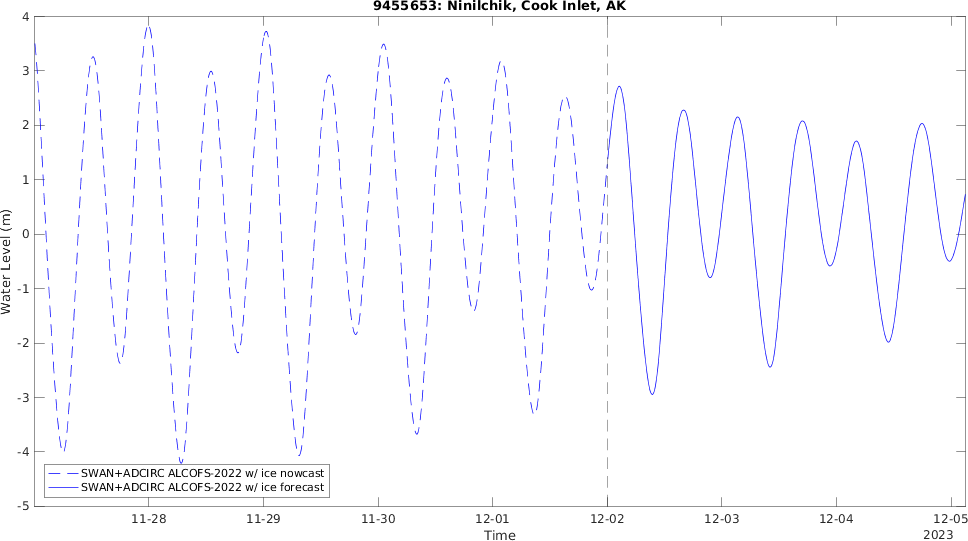 9455653: Ninilchik, Cook Inlet, AK
4
3
2
1
0
-1
-2
-3
-4
-5
Water Level (m)
SWAN+ADCIRC ALCOFS-2022 w/ ice nowcast
SWAN+ADCIRC ALCOFS-2022 w/ ice forecast
11-28 11-29 11-30 12-01 12-02 12-03 12-04 12-05
Time
2023